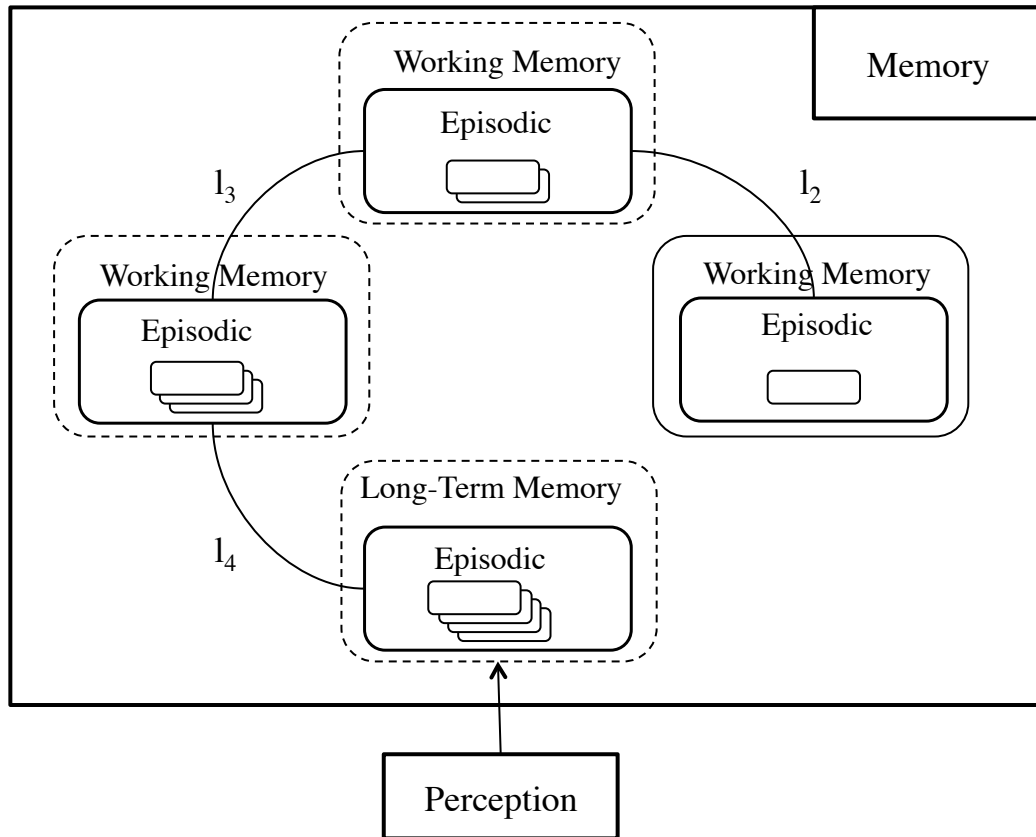 Working Memory
Memory
Episodic
l3
l2
Working Memory
Episodic
Working Memory
Episodic
Long-Term Memory
l4
Episodic
Perception